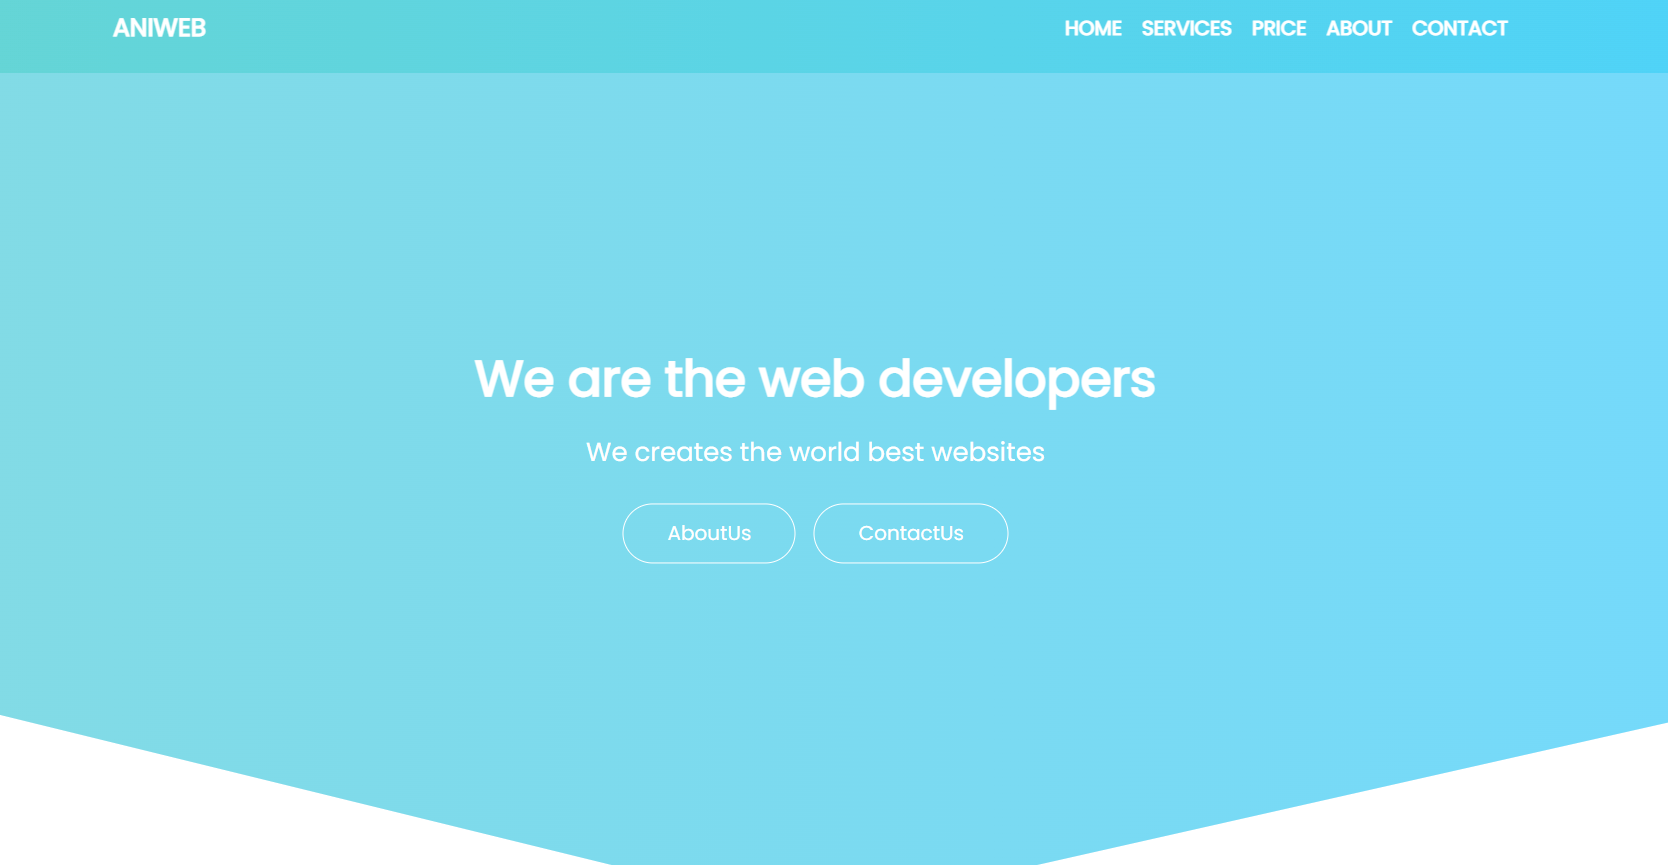 ANIWEB HOME SERVICES PRICE ABOUT CONTACT
We are the web developers
We creates the world best websites
AboutUs ContactUs